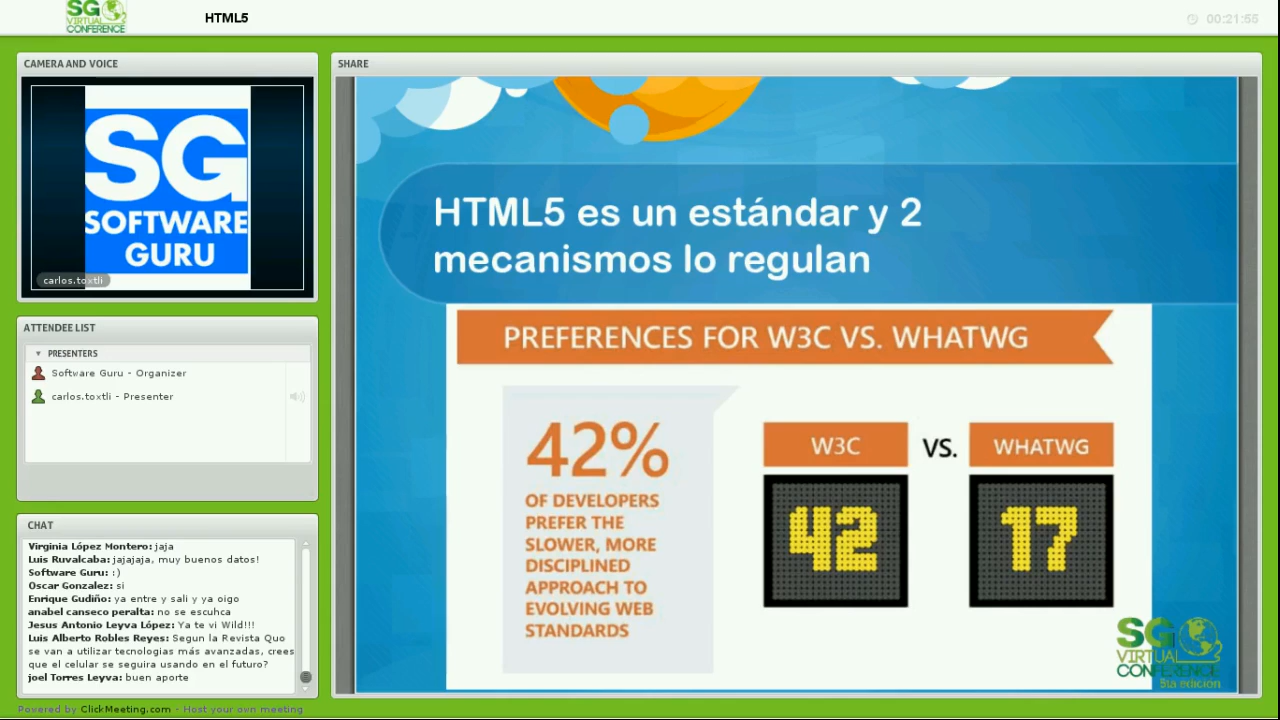 SG
VIRTUAL
CONFERENCE
HTML5
00:21:55
CAMERA AND VOICE
SG
SOFTWARE
GURU
carlos.toxtli
ATTENDEE LIST
PRESENTERS
Software Guru - Organizer
carlos.toxtli - Presenter
CHAT
Virginia López Montero: jaja
Luis Ruvalcaba: jajajaja, muy buenos datos!
Software Guru: :)
Oscar Gonzalez: si
Enrique Gudiño: ya entre y sali y ya oigo
anabel canseco peralta: no se escuhca
Jesus Antonio Leyva López: Ya te vi Wild!!!
Luis Alberto Robles Reyes: Segun la Revista Quo
se van a utilizar tecnologias más avanzadas, crees
que el celular se seguira usando en el futuro?
joel Torres Leyva: buen aporte
Powered by ClickMeeting.com - Host your own meeting
SHARE
HTML5 es un estándar y 2
mecanismos lo regulan
PREFERENCES FOR W3C VS. WHATWG
42%
OF DEVELOPERS
PREFER THE
SLOWER, MORE
DISCIPLINED
APPROACH TO
EVOLVING WEB
STANDARDS
W3C VS. WHATWG
42 17
SG
VIRTUAL
CONFERENCE
5ta edición